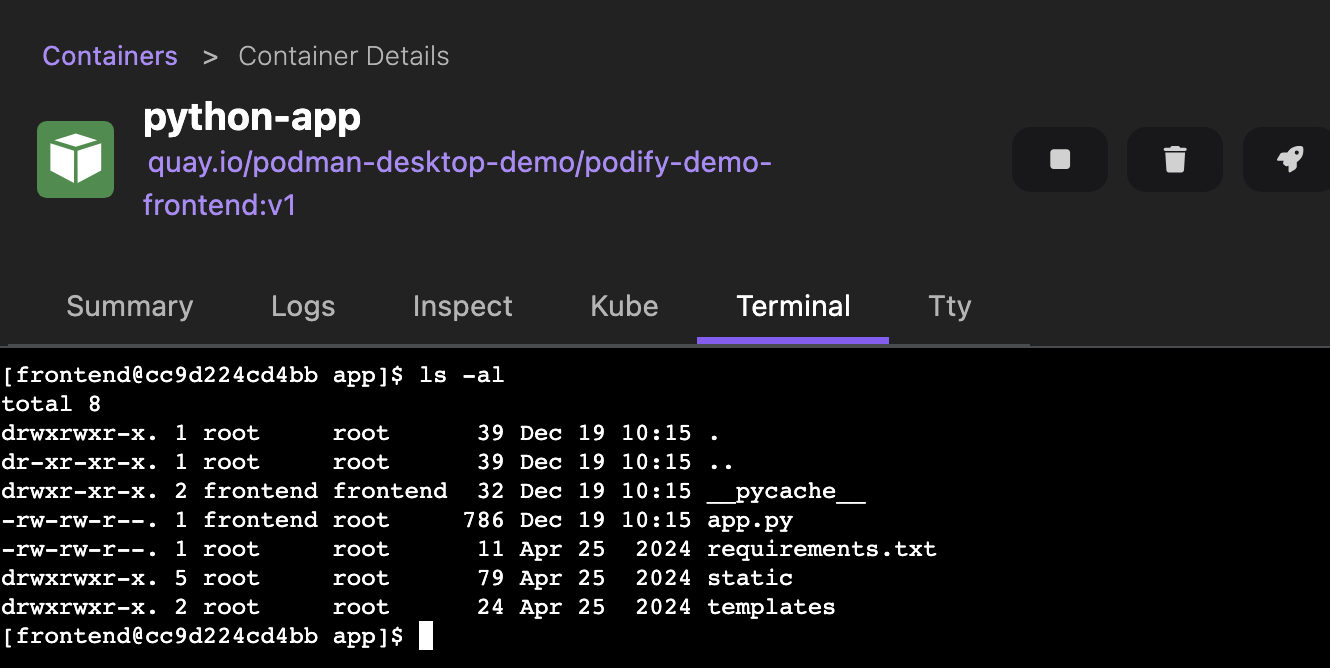 Containers > Container Details
python-app
quay.io/podman-desktop-demo/podify-demo-
frontend:v1
Summary Logs Inspect Kube Terminal Tty
[frontend@cc9d224cd4bb app]$ ls -al
total 8
drwxrwxr-x. 1 root     root      39 Dec 19 10:15 .
dr-xr-xr-x. 1 root     root      39 Dec 19 10:15 ..
drwxr-xr-x. 2 frontend frontend  32 Dec 19 10:15 __pycache__
-rw-rw-r--. 1 frontend root     786 Dec 19 10:15 app.py
-rw-rw-r--. 1 root     root      11 Apr 25  2024 requirements.txt
drwxrwxr-x. 5 root     root      79 Apr 25  2024 static
drwxrwxr-x. 2 root     root      24 Apr 25  2024 templates
[frontend@cc9d224cd4bb app]$